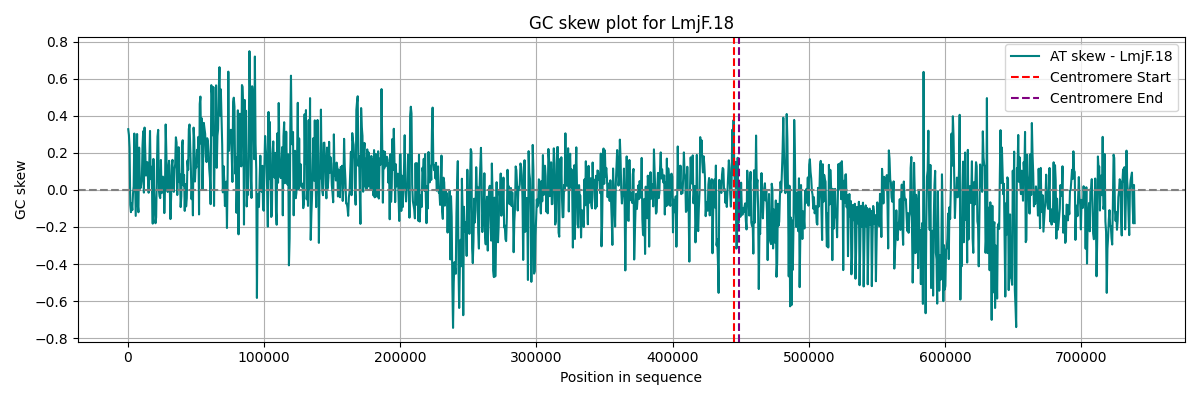 GC skew plot for LmjF.18
GC skew
0.8
0.6
0.4
0.2
0.0
−0.2
−0.4
−0.6
−0.8
AT skew - LmjF.18
Centromere Start
Centromere End
0 100000 200000 300000 400000 500000 600000 700000
Position in sequence